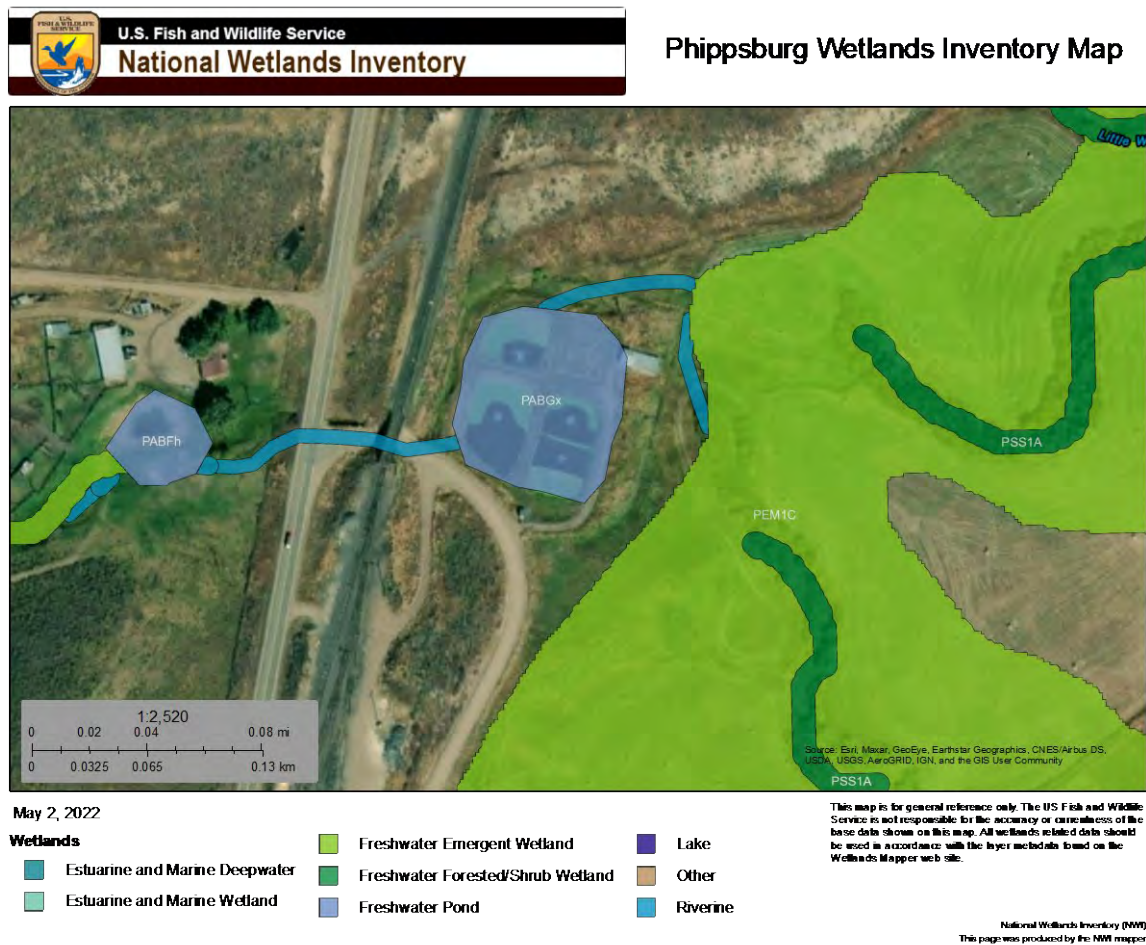 U.S.
FISH & WILDLIFE
SERVICE
U.S. Fish and Wildlife Service
National Wetlands Inventory
Phippsburg Wetlands Inventory Map
Little W
PABGx
PABFh
PSS1A
PEM1C
PSS1A
1:2,520
0 0.02 0.04 0.08 mi
0 0.0325 0.065 0.13 km
Source: Esri, Maxar, GeoEye, Earthstar Geographics, CNES/Airbus DS,
USDA, USGS, AeroGRID, IGN, and the GIS User Community
May 2, 2022
Wetlands
Estuarine and Marine Deepwater
Estuarine and Marine Wetland
Freshwater Emergent Wetland
Freshwater Forested/Shrub Wetland
Freshwater Pond
Lake
Other
Riverine
This map is for general reference only. The US Fish and Wildlife
Service is not responsible for the accuracy or currentness of the
base data shown on this map. All wetlands related data should
be used in accordance with the layer metadata found on the
Wetlands Mapper web site.
National Wetlands Inventory (NWI)
This page was produced by the NWI mapper